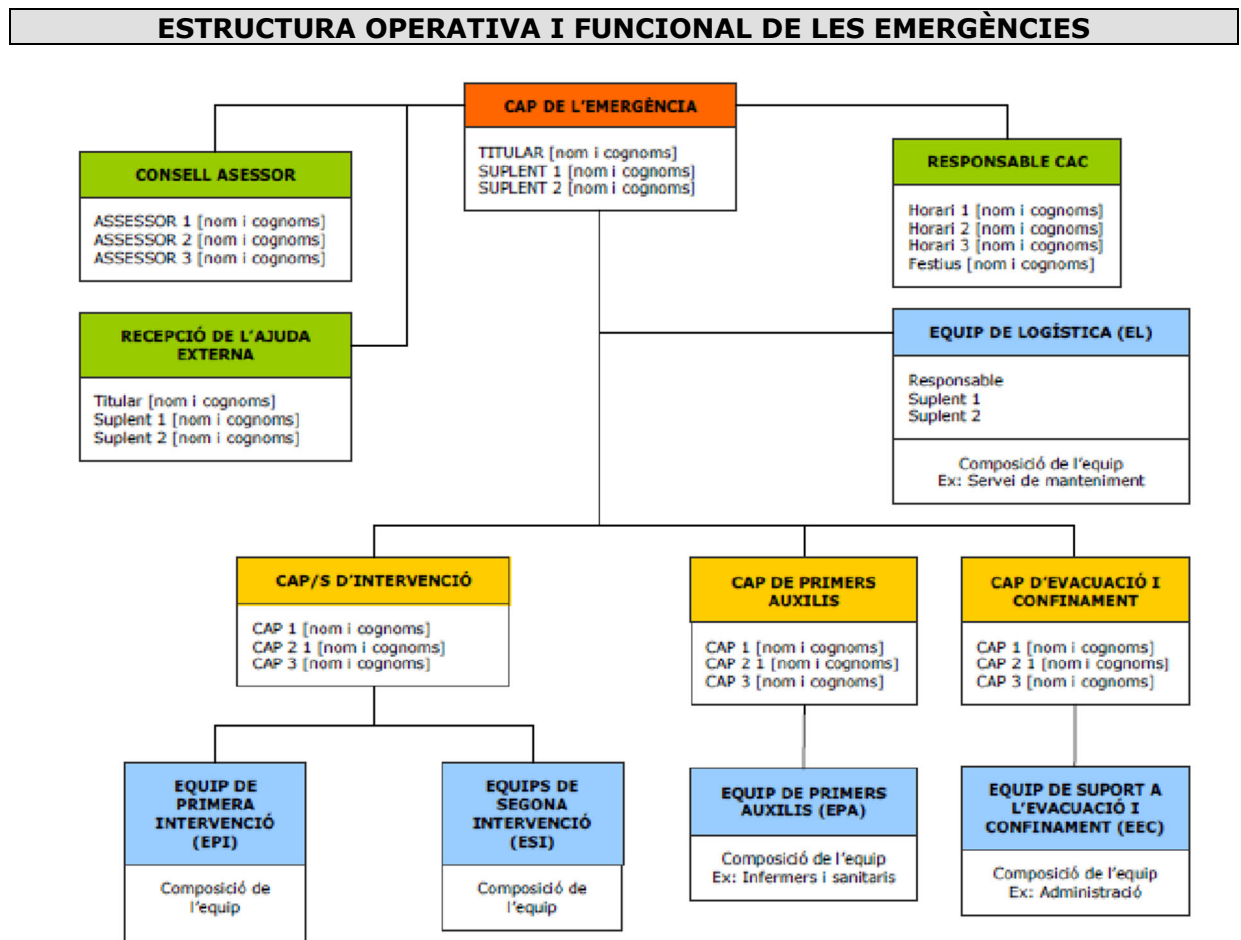 ESTRUCTURA OPERATIVA I FUNCIONAL DE LES EMERGÈNCIES
CAP DE L'EMERGÈNCIA
TITULAR [nom i cognoms]
SUPLENT 1 [nom i cognoms]
SUPLENT 2 [nom i cognoms]
CONSELL ASESSOR
ASSESSOR 1 [nom i cognoms]
ASSESSOR 2 [nom i cognoms]
ASSESSOR 3 [nom i cognoms]
RESPONSABLE CAC
Horari 1 [nom i cognoms]
Horari 2 [nom i cognoms]
Horari 3 [nom i cognoms]
Festius [nom i cognoms]
RECEPCIÓ DE L'AJUDA
EXTERNA
Titular [nom i cognoms]
Suplent 1 [nom i cognoms]
Suplent 2 [nom i cognoms]
EQUIP DE LOGÍSTICA (EL)
Responsable
Suplent 1
Suplent 2
Composició de l'equip
Ex: Servei de manteniment
CAP/S D'INTERVENCIÓ
CAP 1 [nom i cognoms]
CAP 2 1 [nom i cognoms]
CAP 3 [nom i cognoms]
CAP DE PRIMERS
AUXILIS
CAP 1 [nom i cognoms]
CAP 2 1 [nom i cognoms]
CAP 3 [nom i cognoms]
CAP D'EVACUACIÓ I
CONFINAMENT
CAP 1 [nom i cognoms]
CAP 2 1 [nom i cognoms]
CAP 3 [nom i cognoms]
EQUIP DE
PRIMERA
INTERVENCIÓ
(EPI)
Composició de
l'equip
EQUIPS DE
SEGONA
INTERVENCIÓ
(ESI)
Composició de
l'equip
EQUIP DE PRIMERS
AUXILIS (EPA)
Composició de l'equip
Ex: Infermers i sanitaris
EQUIP DE SUPORT A
L'EVACUACIÓ I
CONFINAMENT (EEC)
Composició de l'equip
Ex: Administració